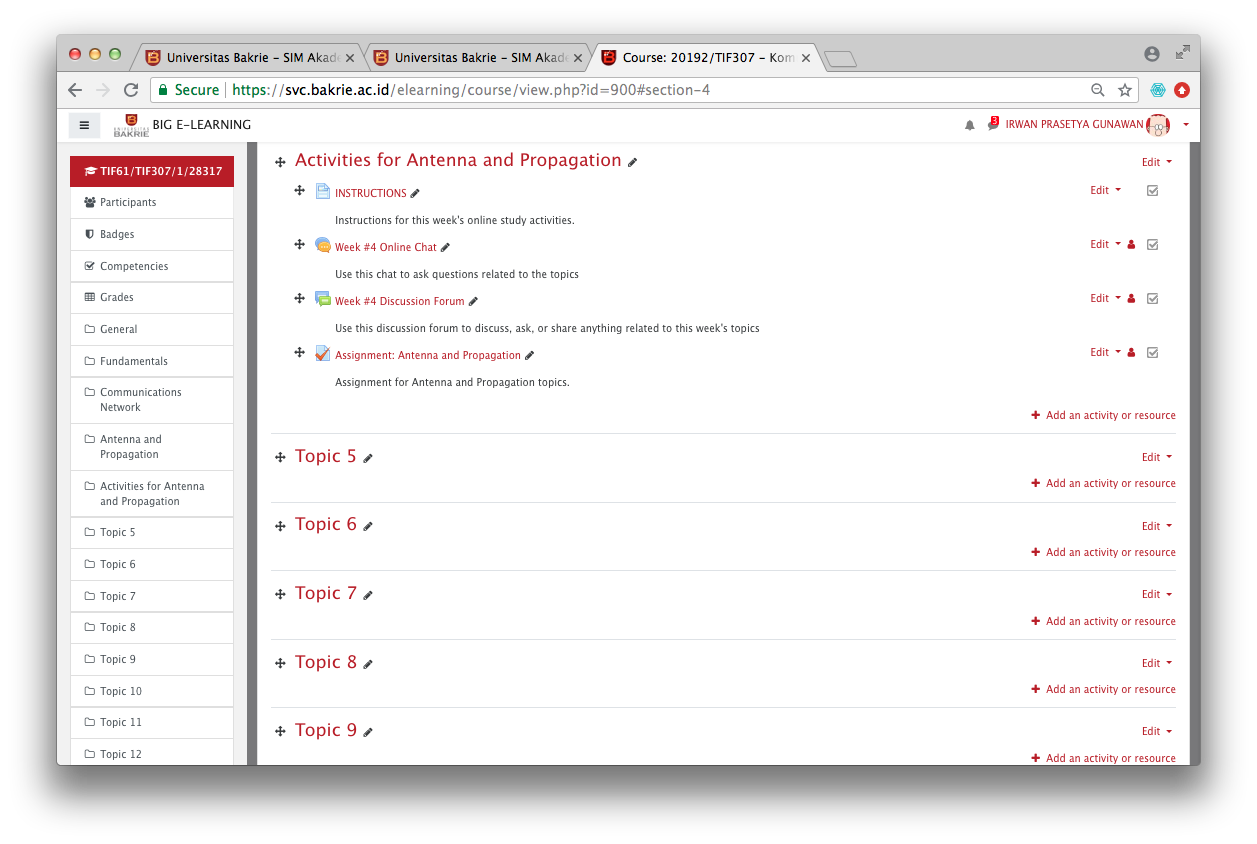 Universitas Bakrie – SIM Akade
Universitas Bakrie – SIM Akade
Course: 20192/TIF307 – Kom
Secure
https://svc.bakrie.ac.id/elearning/course/view.php?id=900#section-4
UNIVERSITAS
BAKRIE
BIG E-LEARNING
3
IRWAN PRASETYA GUNAWAN
TIF61/TIF307/1/28317
Participants
Badges
Competencies
Grades
General
Fundamentals
Communications
Network
Antenna and
Propagation
Activities for Antenna
and Propagation
Topic 5
Topic 6
Topic 7
Topic 8
Topic 9
Topic 10
Topic 11
Topic 12
Activities for Antenna and Propagation
Edit
INSTRUCTIONS
Edit
Instructions for this week's online study activities.
Week #4 Online Chat
Edit
Use this chat to ask questions related to the topics
Week #4 Discussion Forum
Edit
Use this discussion forum to discuss, ask, or share anything related to this week's topics
Assignment: Antenna and Propagation
Edit
Assignment for Antenna and Propagation topics.
Add an activity or resource
Topic 5
Edit
Add an activity or resource
Topic 6
Edit
Add an activity or resource
Topic 7
Edit
Add an activity or resource
Topic 8
Edit
Add an activity or resource
Topic 9
Edit
Add an activity or resource